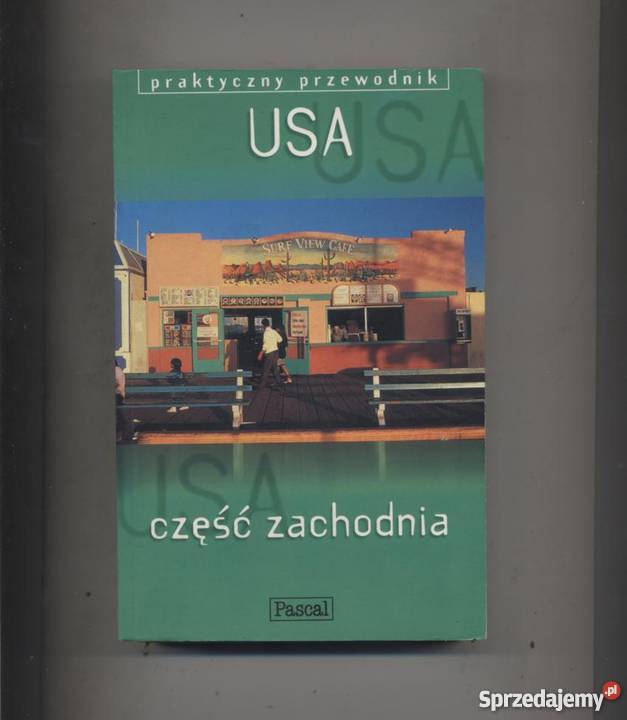 praktyczny przewodnik
USA
USA
SURF VIEW CAFE
USA
część zachodnia
Pascal
Sprzedajemy.pl